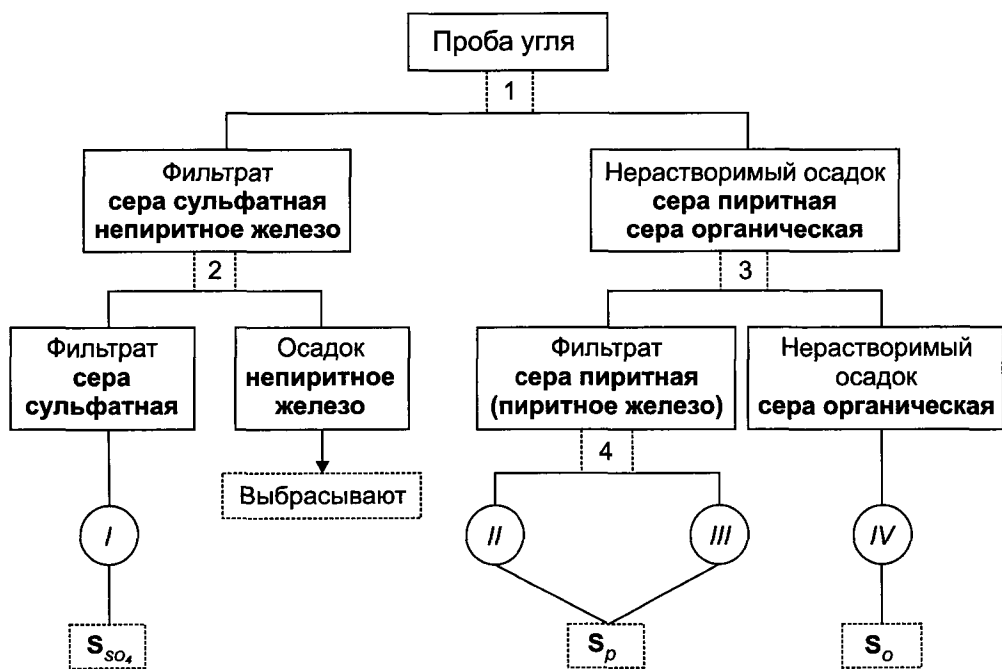 Проба угля
1
Фильтрат
сера сульфатная
непиритное железо
Нерастворимый осадок
сера пиритная
сера органическая
2
3
Фильтрат
сера
сульфатная
Осадок
непиритное
железо
Фильтрат
сера пиритная
(пиритное железо)
Нерастворимый
осадок
сера органическая
4
Выбрасывают
I
II
III
IV
S_{SO_4}
S_p
S_o